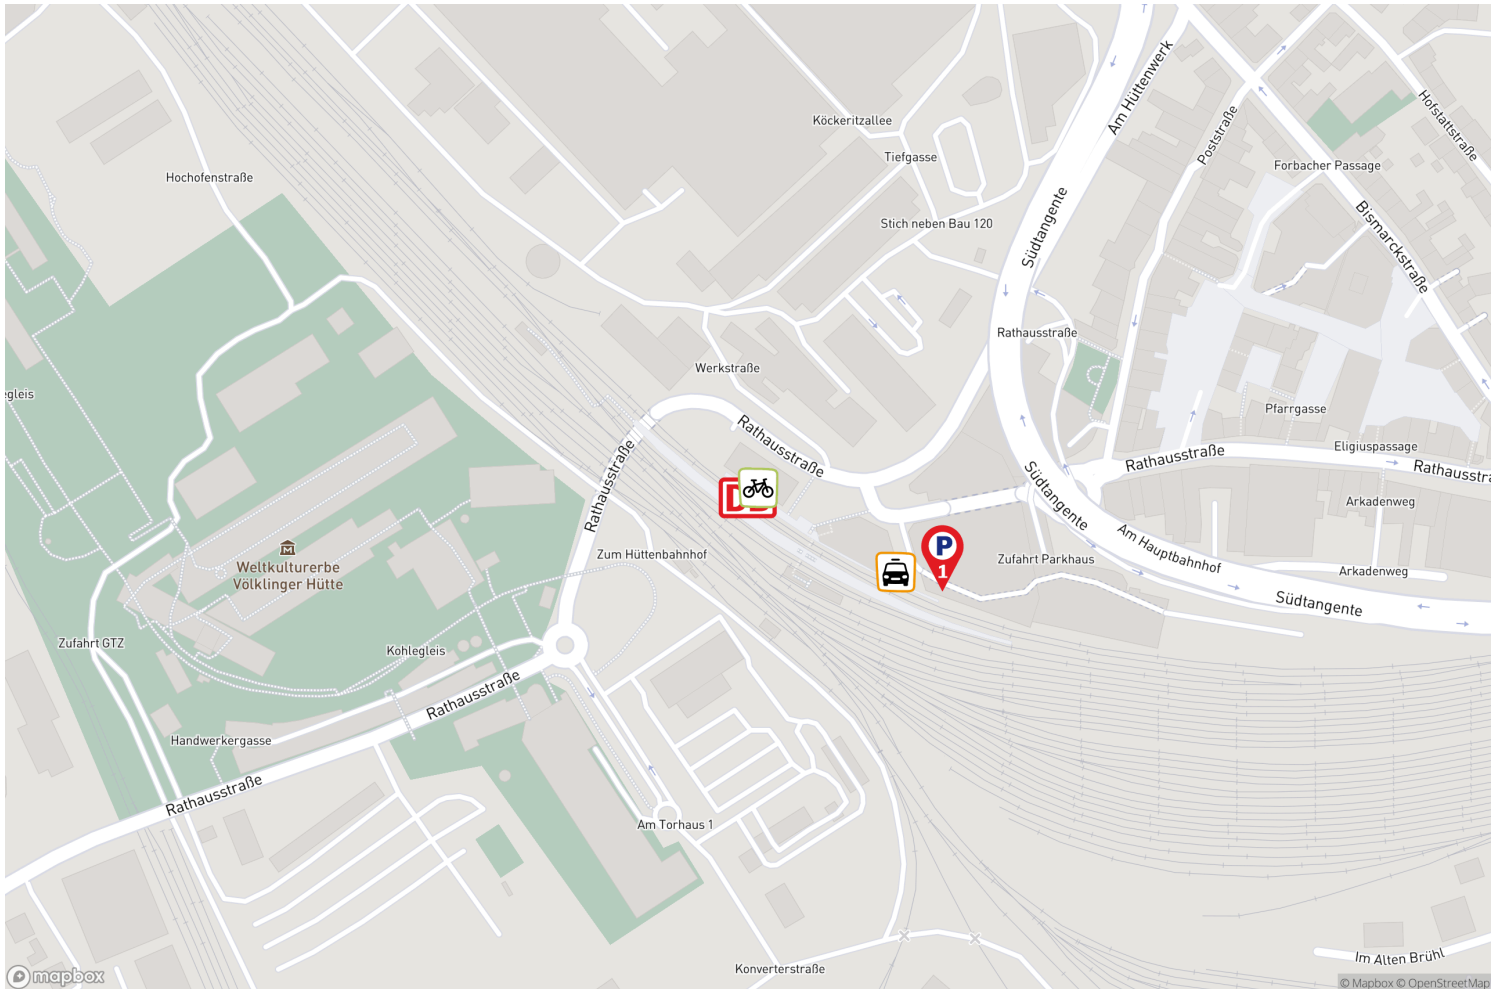 Am Hüttenwerk
Hofstattstraße
Köckeritzallee
Poststraße
Tiefgasse
Forbacher Passage
Hochofenstraße
Bismarckstraße
Stich neben Bau 120
Südtangente
Rathausstraße
Werkstraße
egleis
Pfarrgasse
Rathausstraße
Eligiuspassage
Rathausstraße
Rathausstra
Rathausstraße
Südtangente
Arkadenweg
P
1
Am Hauptbahnhof
Zum Hüttenbahnhof
Zufahrt Parkhaus
Weltkulturerbe
Völklinger Hütte
Arkadenweg
Südtangente
Zufahrt GTZ
Kohlegleis
Rathausstraße
Handwerkergasse
Rathausstraße
Am Torhaus 1
Im Alten Brühl
Konverterstraße
mapbox
© Mapbox © OpenStreetMap